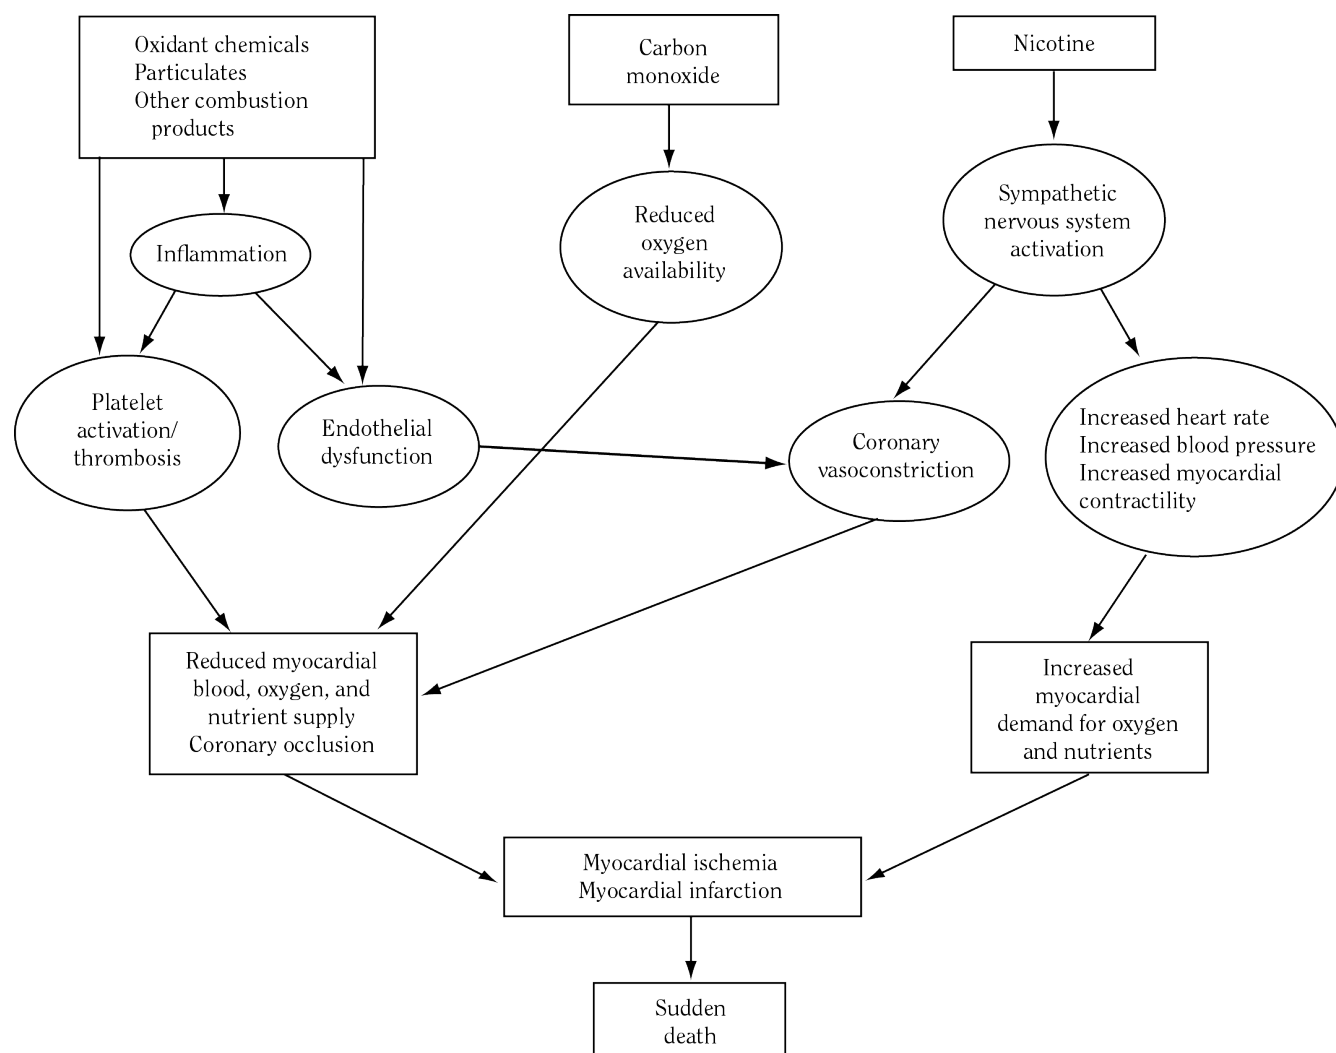 Oxidant chemicals
Particulates
Other combustion
products
Carbon
monoxide
Nicotine
Inflammation
Reduced
oxygen
availability
Sympathetic
nervous system
activation
Platelet
activation/
thrombosis
Endothelial
dysfunction
Coronary
vasoconstriction
Increased heart rate
Increased blood pressure
Increased myocardial
contractility
Reduced myocardial
blood, oxygen, and
nutrient supply
Coronary occlusion
Increased
myocardial
demand for oxygen
and nutrients
Myocardial ischemia
Myocardial infarction
Sudden
death